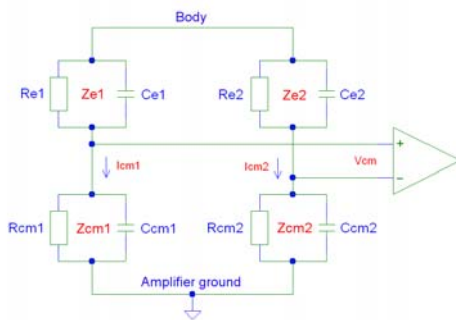 Body
Re1 Ze1 Ce1 Re2 Ze2 Ce2
Icm1 Icm2 Vcm
+
−
Rcm1 Zcm1 Ccm1 Rcm2 Zcm2 Ccm2
Amplifier ground